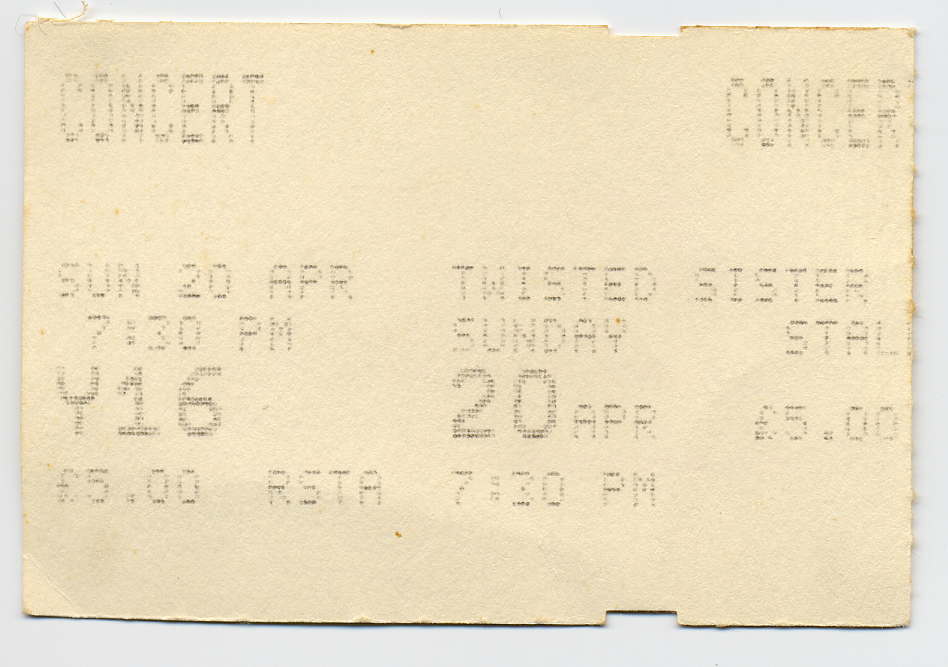 CONCERT CONCER
SUN 20 APR TWISTED SISTER
7:30 PM SUNDAY STAL
Y16 20 APR £5.00
£5.00 RSTA 7:30 PM